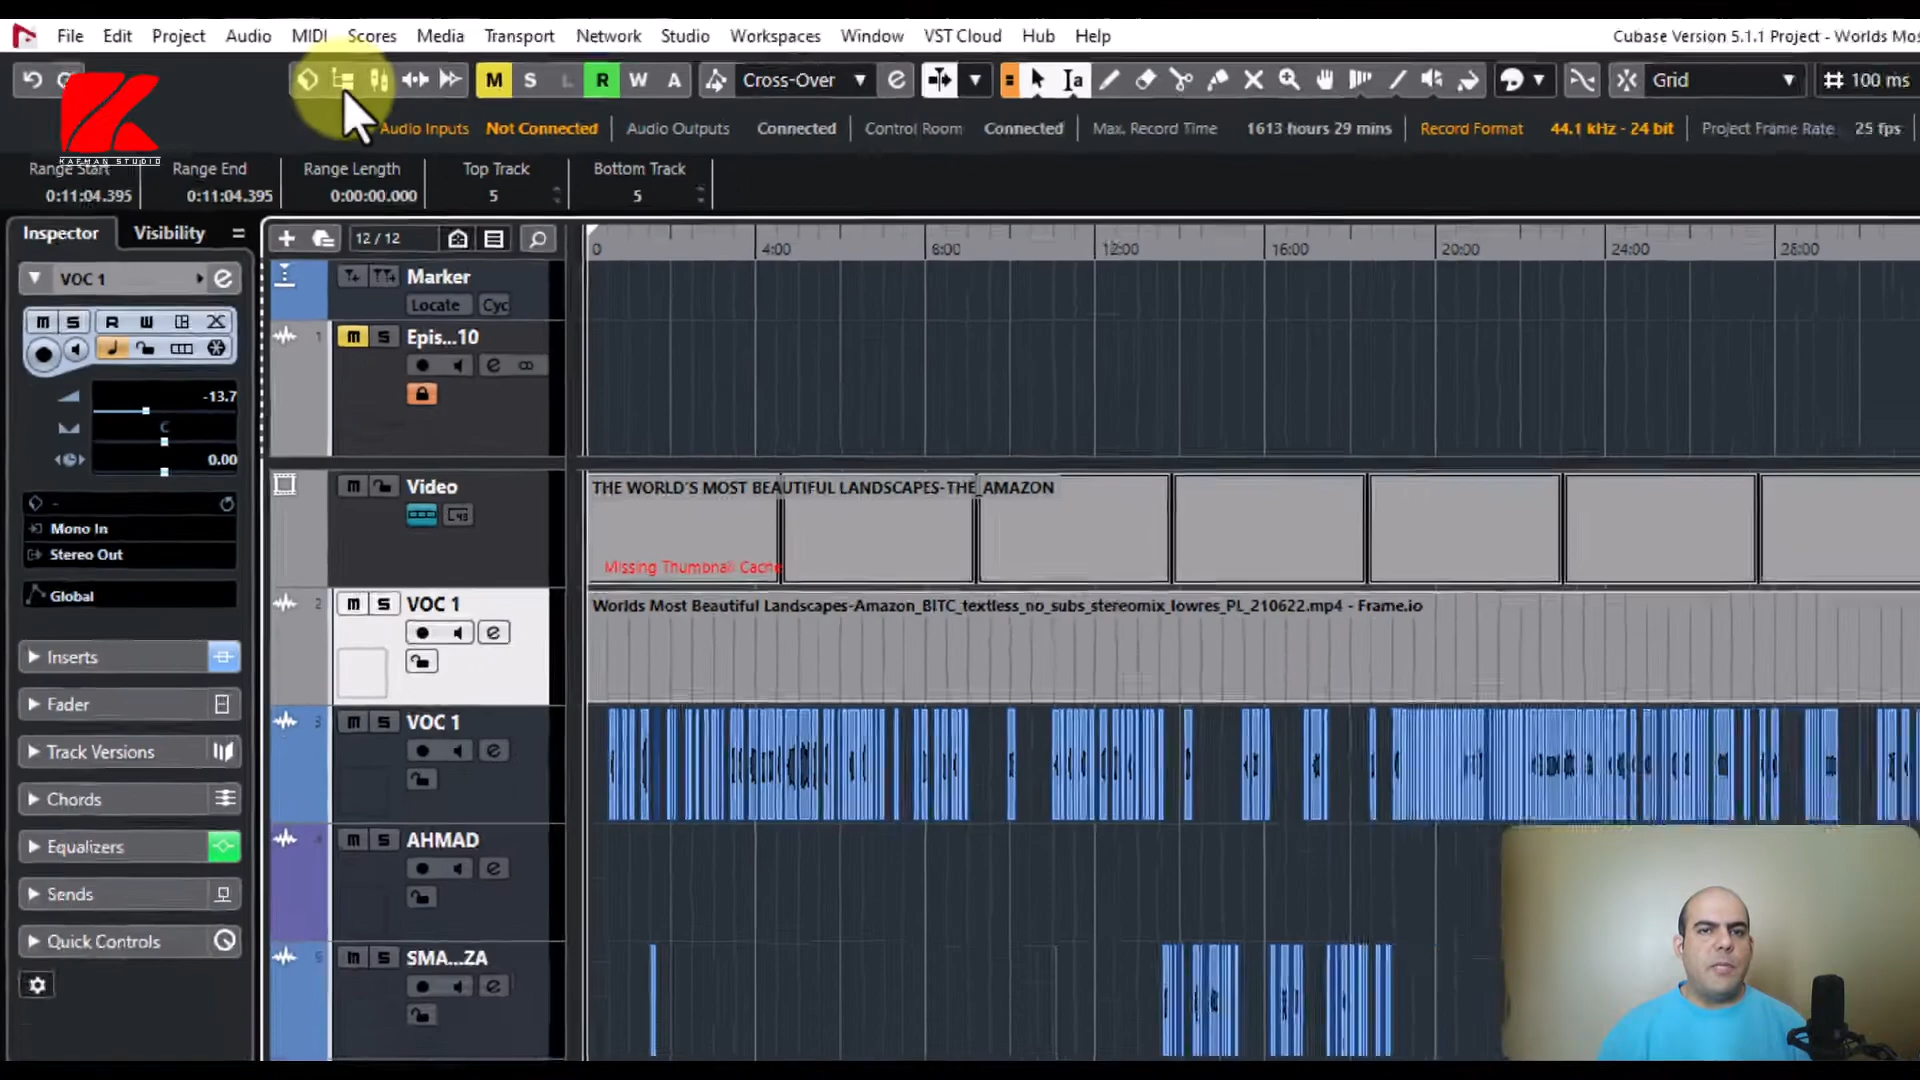 File Edit Project Audio MIDI Scores Media Transport Network Studio Workspaces Window VST Cloud Hub Help Cubase Version 5.1.1 Project - Worlds Mos
M S L R W A Cross-Over Grid 100 ms
KAFMAN STUDIO
Audio Inputs Not Connected Audio Outputs Connected Control Room Connected Max. Record Time 1613 hours 29 mins Record Format 44.1 kHz - 24 bit Project Frame Rate 25 fps
Range Start Range End Range Length Top Track Bottom Track
0:11:04.395 0:11:04.395 0:00:00.000 5 5
Inspector Visibility
12 / 12
0 4:00 8:00 12:00 16:00 20:00 24:00 28:00
VOC 1
Marker
Locate Cyc
m S R W
1 m S Epis...10
-13.7
C
0.00
m Video
THE WORLD'S MOST BEAUTIFUL LANDSCAPES-THE_AMAZON
Missing Thumbnail Cache
Mono In
Stereo Out
Global
2 m S VOC 1
Worlds Most Beautiful Landscapes-Amazon_BITC_textless_no_subs_stereomix_lowres_PL_210622.mp4 - Frame.io
Inserts
Fader
3 m S VOC 1
Track Versions
Chords
4 m S AHMAD
Equalizers
Sends
Quick Controls
5 m S SMA...ZA